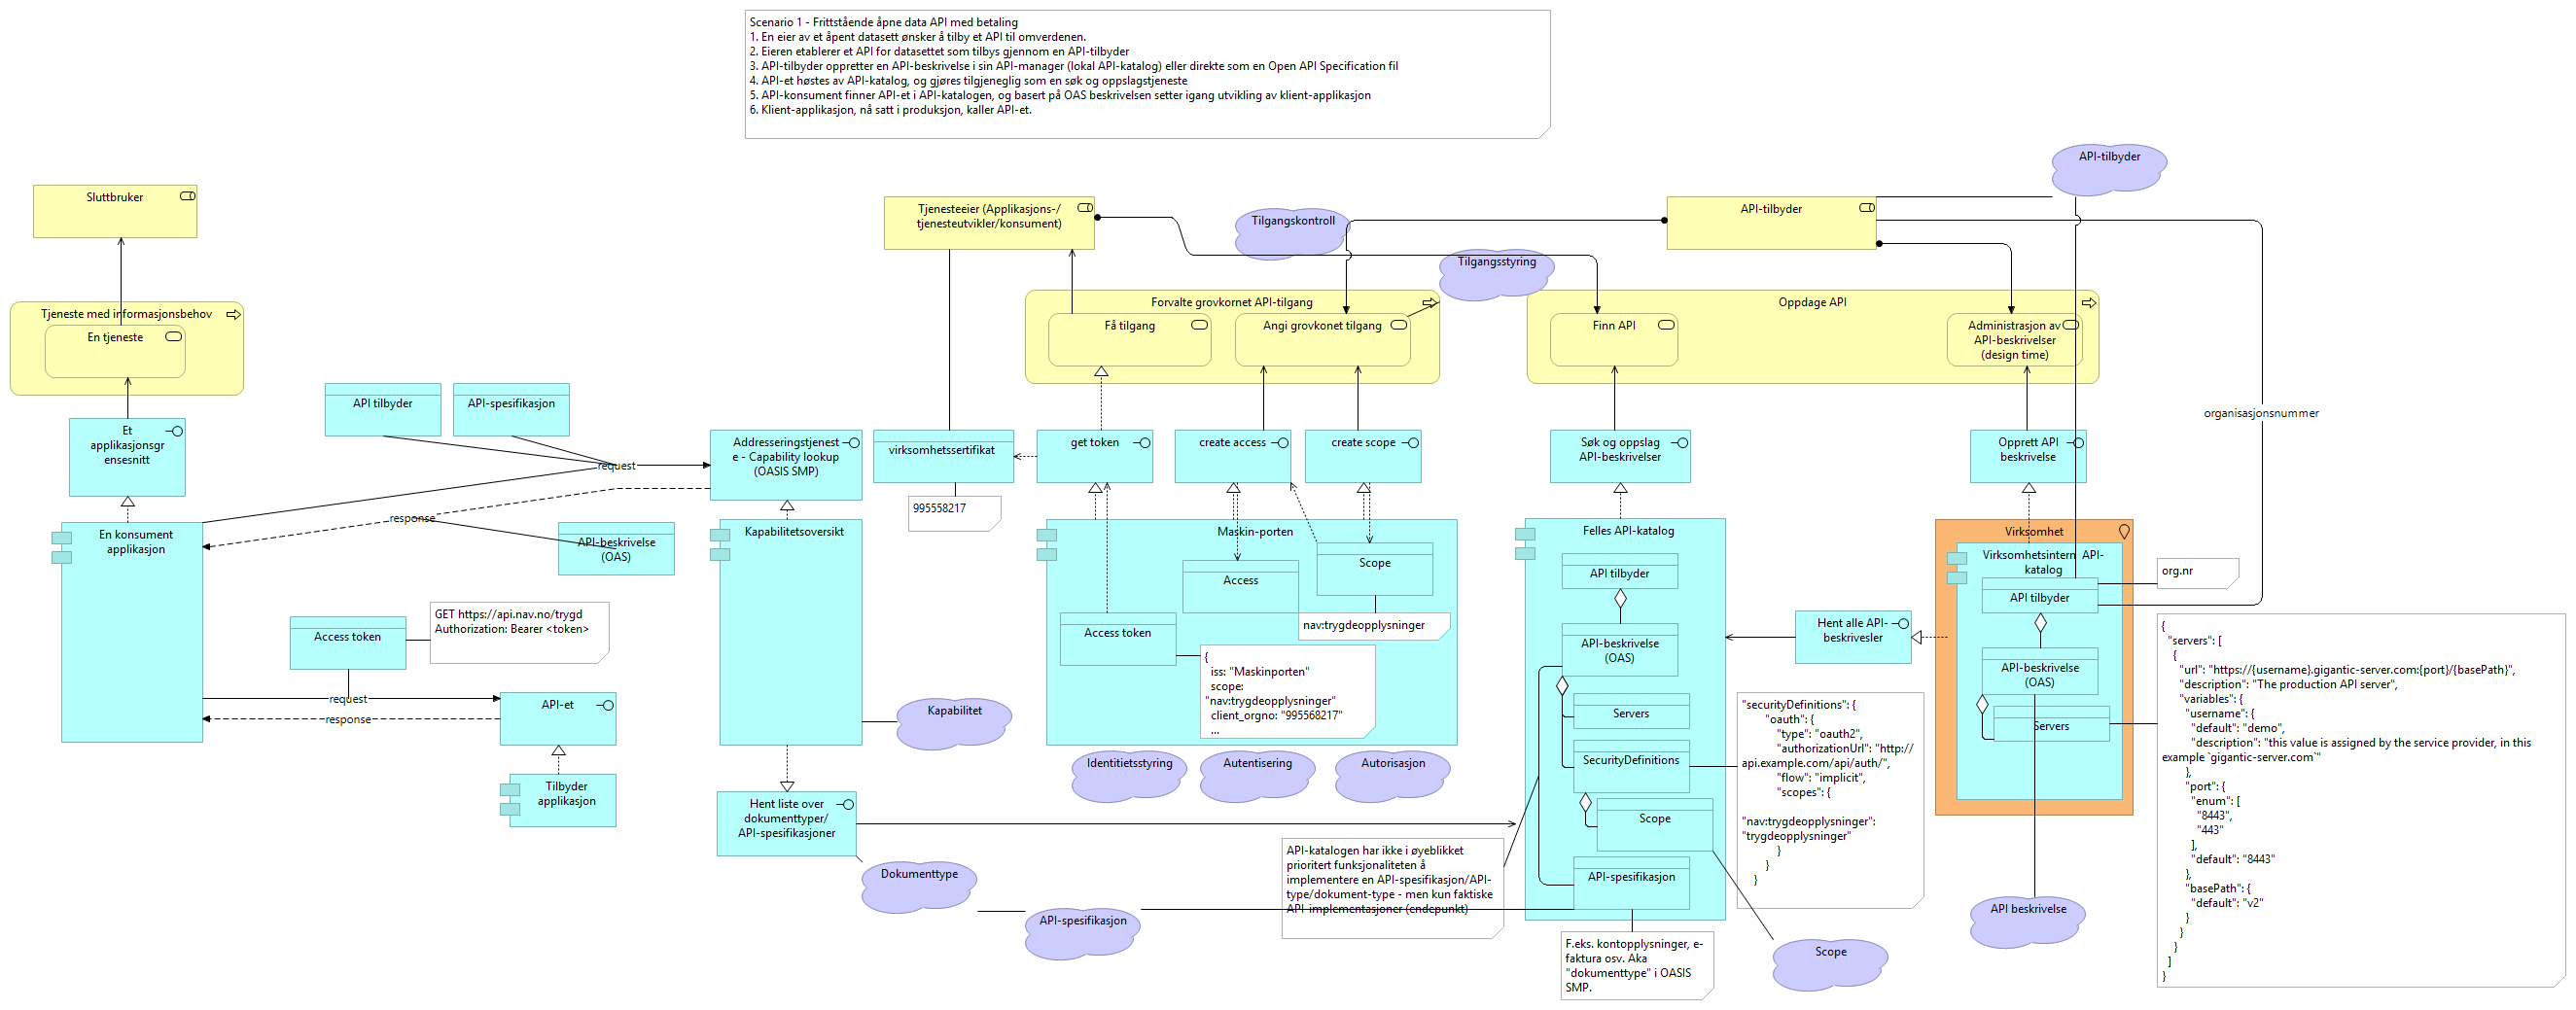 Scenario 1 - Frittstående åpne data API med betaling
1. En eier av et åpent datasett ønsker å tilby et API til omverdenen.
2. Eieren etablerer et API for datasettet som tilbys gjennom en API-tilbyder
3. API-tilbyder oppretter en API-beskrivelse i sin API-manager (lokal API-katalog) eller direkte som en Open API Specification fil
4. API-et høstes av API-katalog, og gjøres tilgjeneglig som en søk og oppslagstjeneste
5. API-konsument finner API-et i API-katalogen, og basert på OAS beskrivelsen setter igang utvikling av klient-applikasjon
6. Klient-applikasjon, nå satt i produksjon, kaller API-et.
API-tilbyder
Sluttbruker
Tjenesteeier (Applikasjons-/
tjenesteutvikler/konsument)
Tilgangskontroll
API-tilbyder
Tilgangsstyring
Tjeneste med informasjonsbehov
En tjeneste
Forvalte grovkornet API-tilgang
Få tilgang
Angi grovkonet tilgang
Oppdage API
Finn API
Administrasjon av
API-beskrivelser
(design time)
organisasjonsnummer
API tilbyder
API-spesifikasjon
Et
applikasjonsgr
ensesnitt
request
response
Addresseringstjenest
e - Capability lookup
(OASIS SMP)
virksomhetssertifikat
995558217
get token
create access
create scope
Søk og oppslag
API-beskrivelser
Opprett API
beskrivelse
En konsument
applikasjon
API-beskrivelse
(OAS)
Kapabilitetsoversikt
Maskin-porten
Access
Scope
nav:trygdeopplysninger
Access token
{
iss: "Maskinporten"
scope:
"nav:trygdeopplysninger"
client_orgno: "995568217"
...
Felles API-katalog
API tilbyder
API-beskrivelse
(OAS)
Servers
SecurityDefinitions
Scope
API-spesifikasjon
Hent alle API-
beskrivesler
Virksomhet
Virksomhetsintern API-
katalog
API tilbyder
API-beskrivelse
(OAS)
Servers
org.nr
Access token
GET https://api.nav.no/trygd
Authorization: Bearer <token>
request
response
API-et
Tilbyder
applikasjon
Kapabilitet
Identitietsstyring
Autentisering
Autorisasjon
"securityDefinitions": {
"oauth": {
"type": "oauth2",
"authorizationUrl": "http://
api.example.com/api/auth/",
"flow": "implicit",
"scopes": {
"nav:trygdeopplysninger":
"trygdeopplysninger"
}
}
}
{
"servers": [
{
"url": "https://{username}.gigantic-server.com:{port}/{basePath}",
"description": "The production API server",
"variables": {
"username": {
"default": "demo",
"description": "this value is assigned by the service provider, in this
example `gigantic-server.com`"
},
"port": {
"enum": [
"8443",
"443"
],
"default": "8443"
},
"basePath": {
"default": "v2"
}
}
}
]
}
Hent liste over
dokumenttyper/
API-spesifikasjoner
Dokumenttype
API-spesifikasjon
API-katalogen har ikke i øyeblikket
prioritert funksjonaliteten å
implementere en API-spesifikasjon/API-
type/dokument-type - men kun faktiske
API-implementasjoner (endepunkt)
F.eks. kontopplysninger, e-
faktura osv. Aka
"dokumenttype" i OASIS
SMP.
Scope
API beskrivelse